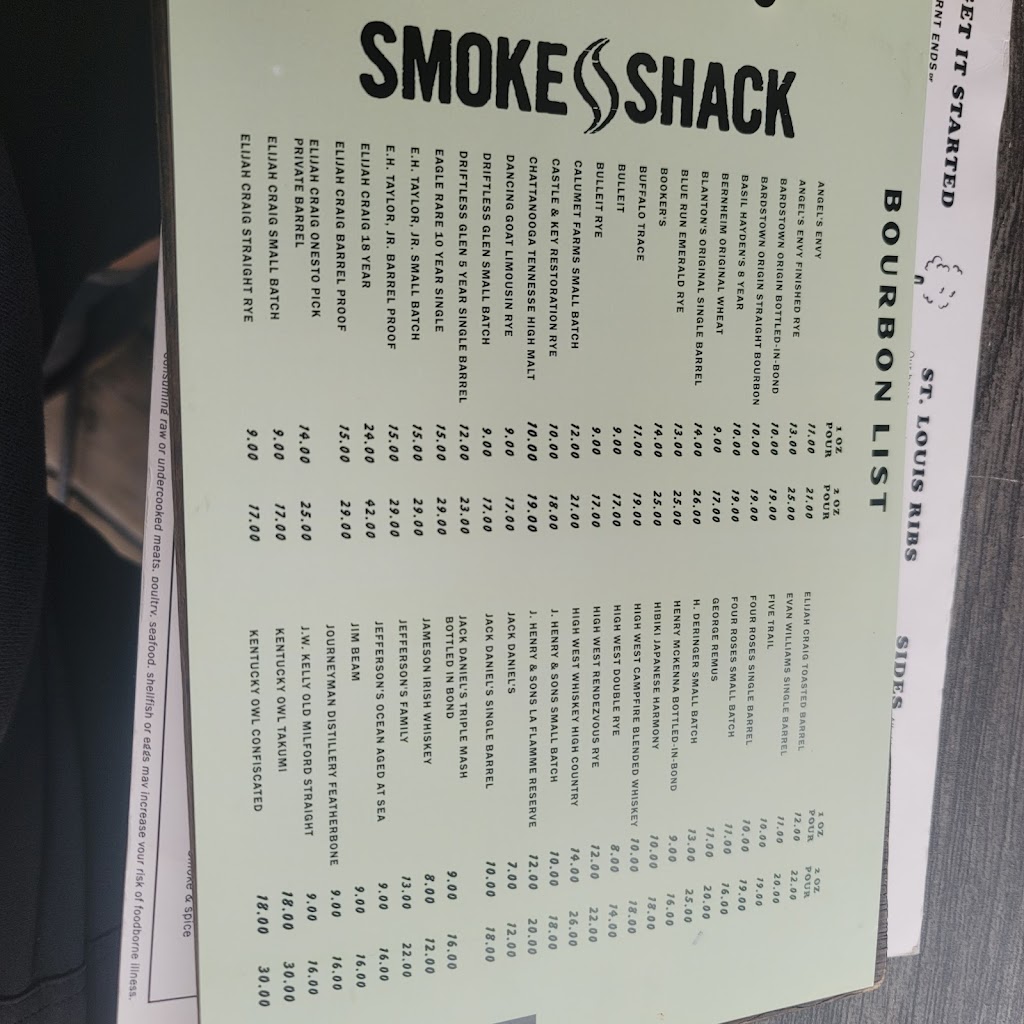 SMOKE SHACK
BOURBON LIST
1 OZ POUR 2 OZ POUR
ANGEL'S ENVY 11.00 21.00
ANGEL'S ENVY FINISHED RYE 13.00 25.00
BARDSTOWN ORIGIN BOTTLED-IN-BOND 10.00 19.00
BARDSTOWN ORIGIN STRAIGHT BOURBON 10.00 19.00
BASIL HAYDEN'S 8 YEAR 10.00 19.00
BERNHEIM ORIGINAL WHEAT 9.00 17.00
BLANTON'S ORIGINAL SINGLE BARREL 14.00 26.00
BLUE RUN EMERALD RYE 13.00 25.00
BOOKER'S 14.00 25.00
BUFFALO TRACE 11.00 19.00
BULLEIT 9.00 17.00
BULLEIT RYE 9.00 17.00
CALUMET FARMS SMALL BATCH 12.00 21.00
CASTLE & KEY RESTORATION RYE 10.00 18.00
CHATTANOOGA TENNESSEE HIGH MALT 10.00 19.00
DANCING GOAT LIMOUSIN RYE 9.00 17.00
DRIFTLESS GLEN SMALL BATCH 9.00 17.00
DRIFTLESS GLEN 5 YEAR SINGLE BARREL 12.00 23.00
EAGLE RARE 10 YEAR SINGLE 15.00 29.00
E.H. TAYLOR, JR. SMALL BATCH 15.00 29.00
E.H. TAYLOR, JR. BARREL PROOF 15.00 29.00
ELIJAH CRAIG 18 YEAR 24.00 42.00
ELIJAH CRAIG BARREL PROOF 15.00 29.00
ELIJAH CRAIG ONESTO PICK
PRIVATE BARREL 14.00 25.00
ELIJAH CRAIG SMALL BATCH 9.00 17.00
ELIJAH CRAIG STRAIGHT RYE 9.00 17.00
1 OZ POUR 2 OZ POUR
ELIJAH CRAIG TOASTED BARREL 12.00 22.00
EVAN WILLIAMS SINGLE BARREL 11.00 20.00
FIVE TRAIL 10.00 19.00
FOUR ROSES SINGLE BARREL 10.00 19.00
FOUR ROSES SMALL BATCH 11.00 16.00
GEORGE REMUS 11.00 20.00
H. DERINGER SMALL BATCH 13.00 25.00
HENRY MCKENNA BOTTLED-IN-BOND 9.00 16.00
HIBIKI JAPANESE HARMONY 10.00 18.00
HIGH WEST CAMPFIRE BLENDED WHISKEY 10.00 18.00
HIGH WEST DOUBLE RYE 8.00 14.00
HIGH WEST RENDEZVOUS RYE 12.00 22.00
HIGH WEST WHISKEY HIGH COUNTRY 14.00 26.00
J. HENRY & SONS SMALL BATCH 10.00 18.00
J. HENRY & SONS LA FLAMME RESERVE 12.00 20.00
JACK DANIEL'S 7.00 12.00
JACK DANIEL'S SINGLE BARREL 10.00 18.00
JACK DANIEL'S TRIPLE MASH
BOTTLED IN BOND 9.00 16.00
JAMESON IRISH WHISKEY 8.00 12.00
JEFFERSON'S FAMILY 13.00 22.00
JEFFERSON'S OCEAN AGED AT SEA 9.00 16.00
JIM BEAM 9.00 16.00
JOURNEYMAN DISTILLERY FEATHERBONE 9.00 16.00
J.W. KELLY OLD MILFORD STRAIGHT 9.00 16.00
KENTUCKY OWL TAKUMI 18.00 30.00
KENTUCKY OWL CONFISCATED 18.00 30.00
GET IT STARTED
RNT ENDS
ST. LOUIS RIBS
SIDES
smoke & spice
consuming raw or undercooked meats, poultry, seafood, shellfish or eggs may increase your risk of foodborne illness.